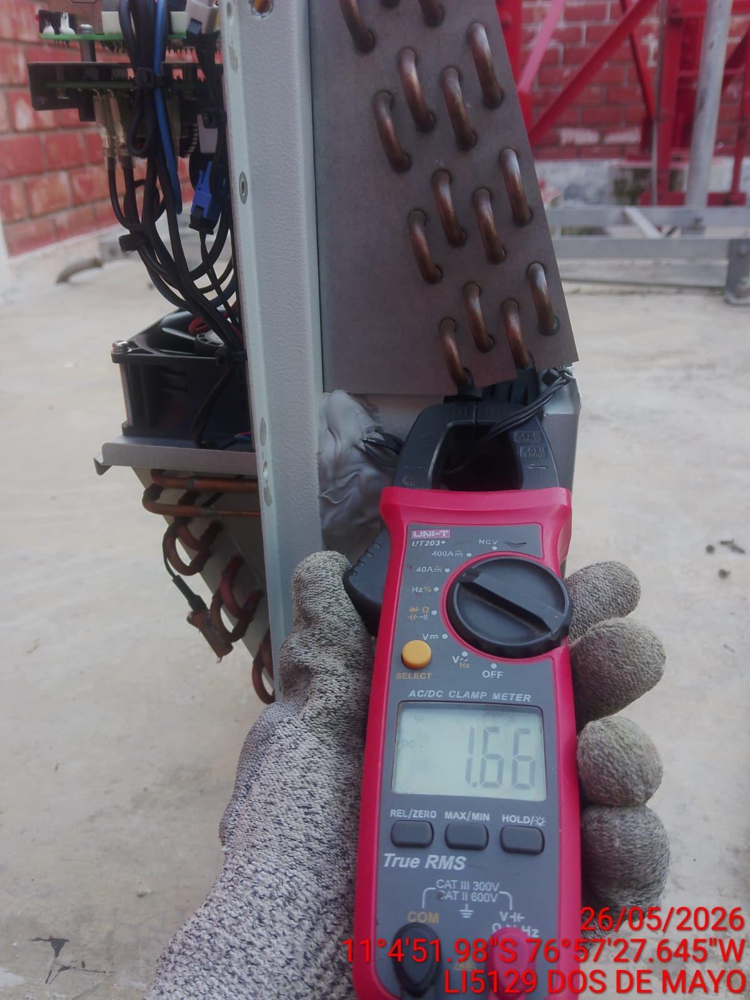 UNI-T
UT203+
NCV
400A
40A
Hz%
V
V
Hz
OFF
SELECT
AC/DC CLAMP METER
DC
1.66
REL/ZERO MAX/MIN HOLD/
True RMS
CAT III 300V
CAT II 600V
COM
V
Hz
26/05/2026
11°4'51.98"S 76°57'27.645"W
LI5129 DOS DE MAYO